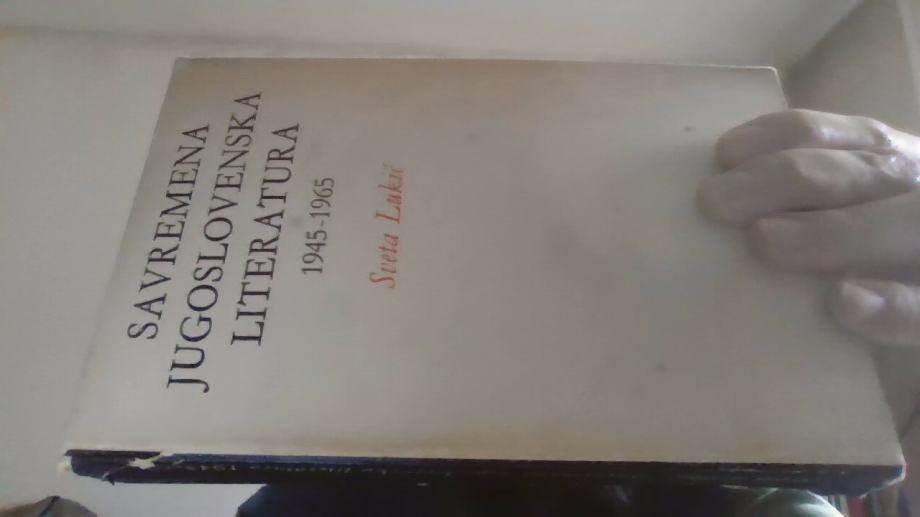 SAVREMENA
JUGOSLOVENSKA
LITERATURA
1945-1965
Sveta Lukić